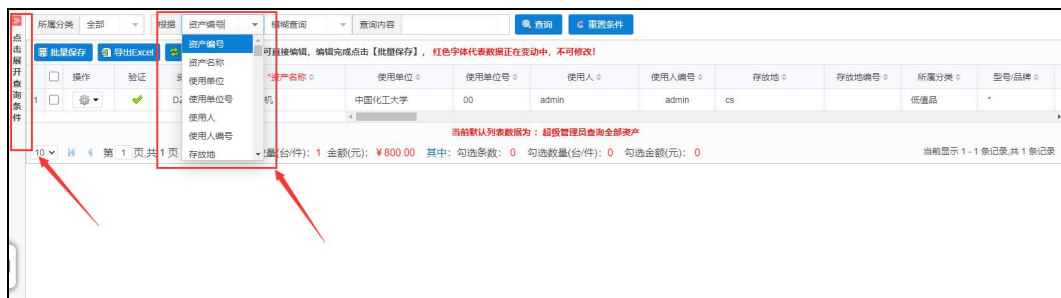 点击展开查询条件
所属分类 全部 根据 资产编号 模糊查询 查询内容 查询 重置条件
批量保存 导出Excel 可直接编辑，编辑完成点击【批量保存】，红色字体代表数据正在变动中，不可修改！
资产编号
资产名称
使用单位
使用单位号
使用人
使用人编号
存放地
操作 验证 *资产名称 使用单位 使用单位号 使用人 使用人编号 存放地 存放地编号 所属分类 型号/品牌
1 DZ 机 中国化工大学 00 admin admin cs 低值品 *
当前默认列表数据为：超级管理员查询全部资产
10 第 1 页,共 1 页 量(台/件)： 1 金额(元)： ￥800.00 其中：勾选条数： 0 勾选数量(台/件)： 0 勾选金额(元)： 0 当前显示 1 - 1 条记录,共 1 条记录